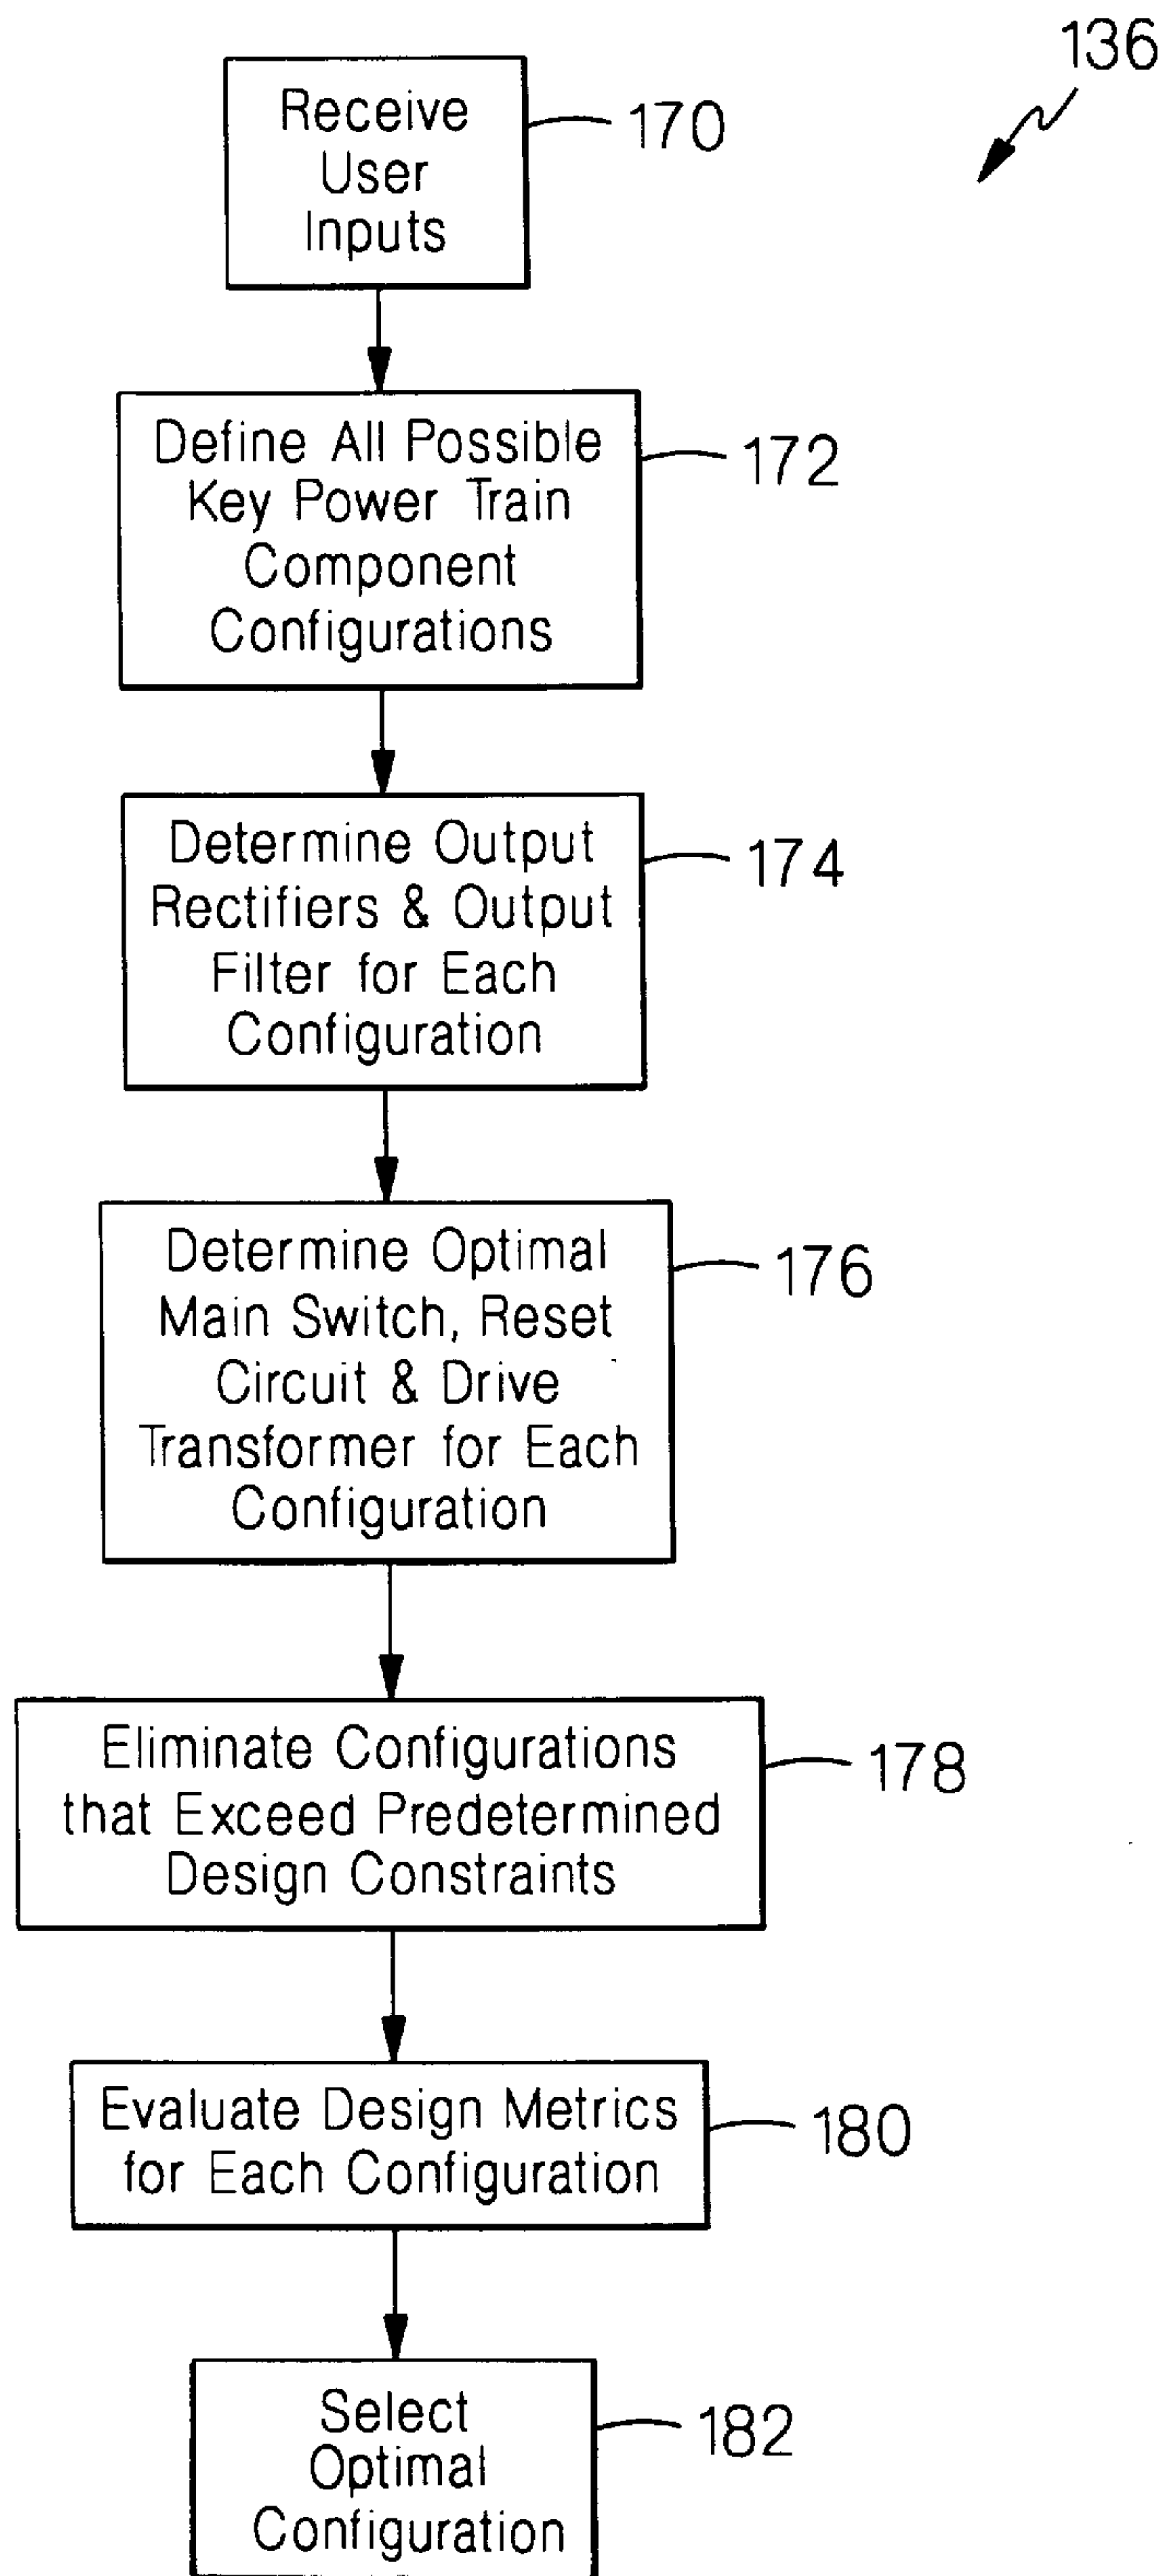 136
Receive
User
Inputs
170
Define All Possible
Key Power Train
Component
Configurations
172
Determine Output
Rectifiers & Output
Filter for Each
Configuration
174
Determine Optimal
Main Switch, Reset
Circuit & Drive
Transformer for Each
Configuration
176
Eliminate Configurations
that Exceed Predetermined
Design Constraints
178
Evaluate Design Metrics
for Each Configuration
180
Select
Optimal
Configuration
182